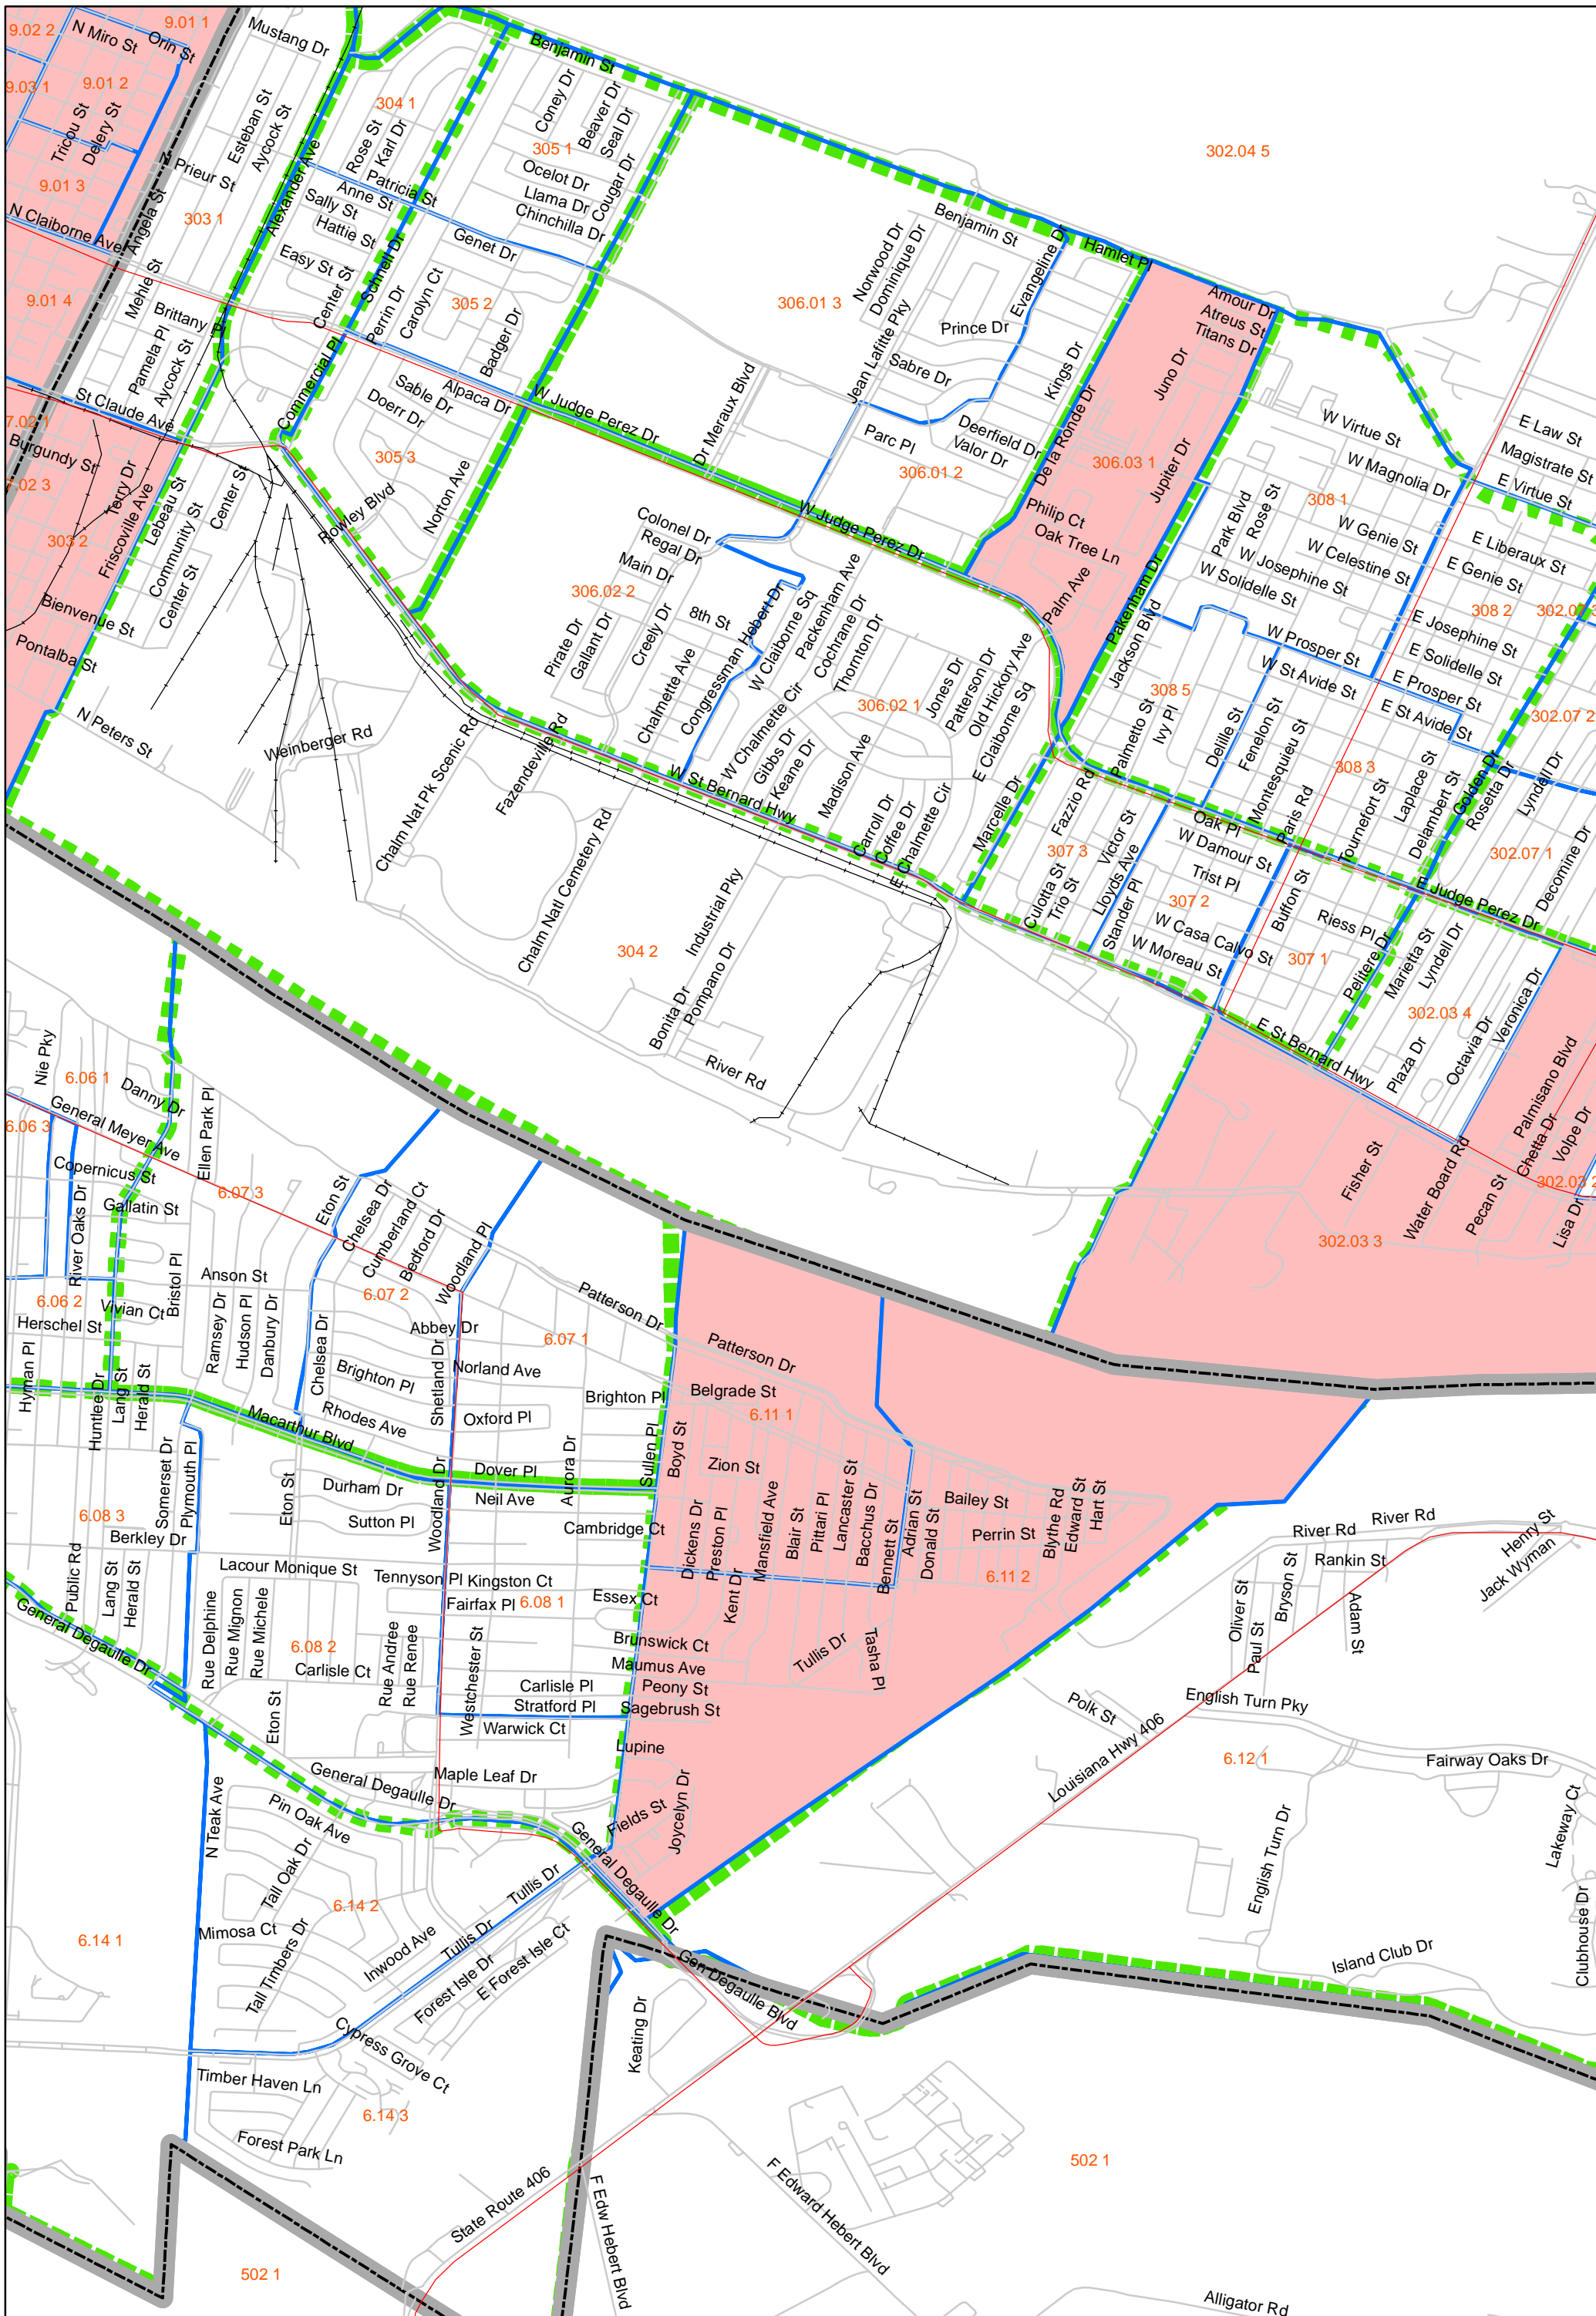 9.02 2
9.01 1
N Miro St
Orin St
Mustang Dr
9.03 1
9.01 2
Tricou St
Delery St
9.01 3
N Prieur St
Esteban St
Aycock St
303 1
Alexander Ave
N Claiborne Ave
Angela St
9.01 4
Mehle St
Brittany Pl
Pamela Pl
Aycock St
St Claude Ave
7.02 1
Burgundy St
Kerry Dr
303 2
Friscoville Ave
Lebeau St
Community St
Center St
Center St
Bienvenue St
Pontalba St
N Peters St
304 1
Rose St
Karl Dr
Patricia St
Anne St
Sally St
Hattie St
Easy St
Center St
Schnell Dr
Perrin Dr
Carolyn Ct
Commercial Pl
Benjamin St
Coney Dr
Beaver Dr
Seal Dr
305 1
Ocelot Dr
Llama Dr
Chinchilla Dr
Cougar Dr
Genet Dr
305 2
Badger Dr
Sable Dr
Alpaca Dr
Doerr Dr
305 3
Rowley Blvd
Norton Ave
W Judge Perez Dr
302.04 5
306.01 3
Norwood Dr
Dominique Dr
Benjamin St
Evangeline Dr
Hamlet Pl
Prince Dr
Sabre Dr
Jean Lafitte Pky
Kings Dr
Dr Meraux Blvd
Parc Pl
Deerfield Dr
Valor Dr
306.01 2
De la Ronde Dr
Amour Dr
Atreus St
Titans Dr
Juno Dr
306.03 1
Jupiter Dr
Philip Ct
Oak Tree Ln
Palm Ave
Pakenham Dr
Jackson Blvd
W Judge Perez Dr
Colonel Dr
Regal Dr
Main Dr
306.02 2
8th St
Pirate Dr
Gallant Dr
Creely Dr
Chalmette Ave
Congressman Hebert Dr
W Claiborne Sq
Packenham Ave
Cochrane Dr
Thornton Dr
W Chalmette Cir
Gibbs Dr
Keane Dr
Madison Ave
306.02 1
Jones Dr
Patterson Dr
Old Hickory Ave
E Claiborne Sq
Carroll Dr
Coffee Dr
E Chalmette Cir
Marcelle Dr
W St Bernard Hwy
Weinberger Rd
Chalm Nat Pk Scenic Rd
Fazendeville Rd
Chalm Natl Cemetery Rd
304 2
Industrial Pky
Bonita Dr
Pompano Dr
River Rd
W Virtue St
E Law St
Magistrate St
E Virtue St
W Magnolia Dr
308 1
Park Blvd
Rose St
W Genie St
W Celestine St
W Josephine St
W Solidelle St
E Liberaux St
E Genie St
308 2
E Josephine St
E Solidelle St
W Prosper St
W St Avide St
E Prosper St
E St Avide St
302.07 2
308 5
Palmetto St
Ivy Pl
Delille St
Fenelon St
Montesquieu St
308 3
Tournefort St
Laplace St
Delambert St
Golden Dr
Rosetta Dr
Lyndell Dr
302.07 1
Decomine Dr
Fazzio Rd
307 3
Victor St
Lloyds Ave
Stander Pl
Culotta St
Trio St
Oak Pl
W Damour St
Trist Pl
307 2
Paris Rd
W Casa Calvo St
W Moreau St
Buffon St
307 1
Riess Pl
Pelitere Dr
Marietta St
Lyndell Dr
302.03 4
E Judge Perez Dr
Veronica Dr
Octavia Dr
Plaza Dr
E St Bernard Hwy
Palmisano Blvd
Chetta Dr
Volpe Dr
302.03 2
Lisa Dr
Pecan St
Water Board Rd
Fisher St
302.03 3
Nie Pky
6.06 1
Danny Dr
General Meyer Ave
6.06 3
Ellen Park Pl
Copernicus St
Gallatin St
6.07 3
River Oaks Dr
Bristol Pl
Anson St
6.06 2
Vivian Ct
Herschel St
Hyman Pl
Huntlee Dr
Lang St
Herald St
Ramsey Dr
Hudson Pl
Danbury Dr
Eton St
Chelsea Dr
Cumberland Ct
Bedford Dr
Woodland Pl
6.07 2
Abbey Dr
Chelsea Dr
Brighton Pl
Rhodes Ave
Shetland Dr
Macarthur Blvd
6.07 1
Norland Ave
Oxford Pl
Brighton Pl
Dover Pl
Neil Ave
Aurora Dr
Sullen Pl
Cambridge Ct
Patterson Dr
Patterson Dr
Belgrade St
6.11 1
Boyd St
Zion St
Dickens Dr
Preston Pl
Kent Dr
Mansfield Ave
Blair St
Pittari Pl
Lancaster St
Bacchus Dr
Bennett St
Adrian St
Donald St
Bailey St
Perrin St
6.11 2
Blythe Rd
Edward St
Hart St
Somerset Dr
Plymouth Pl
6.08 3
Berkley Dr
Public Rd
Lang St
Herald St
Eton St
Durham Dr
Sutton Pl
Woodland Dr
Lacour Monique St
Tennyson Pl
Kingston Ct
Fairfax Pl
6.08 1
Essex Ct
Brunswick Ct
Maumus Ave
Peony St
Sagebrush St
Carlisle Pl
Stratford Pl
Warwick Ct
Westchester St
Rue Delphine
Rue Mignon
Rue Michele
6.08 2
Carlisle Ct
Rue Andree
Rue Renee
Eton St
General Degaulle Dr
General Degaulle Dr
Maple Leaf Dr
Lupine
Fields St
Joycelyn Dr
Tullis Dr
Tasha Pl
General Degaulle Dr
N Teak Ave
Pin Oak Ave
Tall Oak Dr
6.14 2
Mimosa Ct
Tall Timbers Dr
Inwood Ave
Tullis Dr
Tullis Dr
Forest Isle Dr
E Forest Isle Ct
6.14 1
Cypress Grove Ct
Timber Haven Ln
6.14 3
Forest Park Ln
Gen Degaulle Blvd
Keating Dr
River Rd
River Rd
Henry St
Jack Wyman
Rankin St
Oliver St
Paul St
Bryson St
Adam St
Polk St
English Turn Pky
Louisiana Hwy 406
6.12 1
Fairway Oaks Dr
Lakeway Ct
English Turn Dr
Clubhouse Dr
Island Club Dr
State Route 406
F Edw Hebert Blvd
F Edward Hebert Blvd
502 1
502 1
Alligator Rd